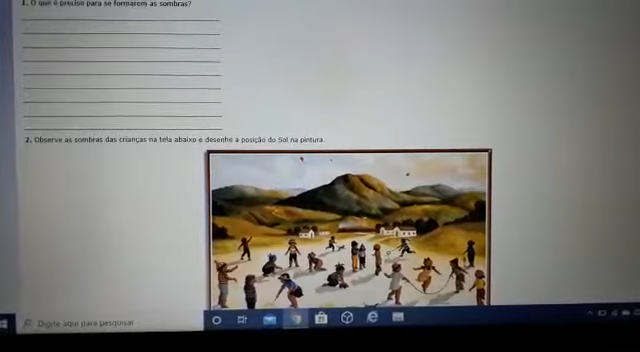 1. O que é preciso para se formarem as sombras?
2. Observe as sombras das crianças na tela abaixo e desenhe a posição do Sol na pintura.
Digite aqui para pesquisar